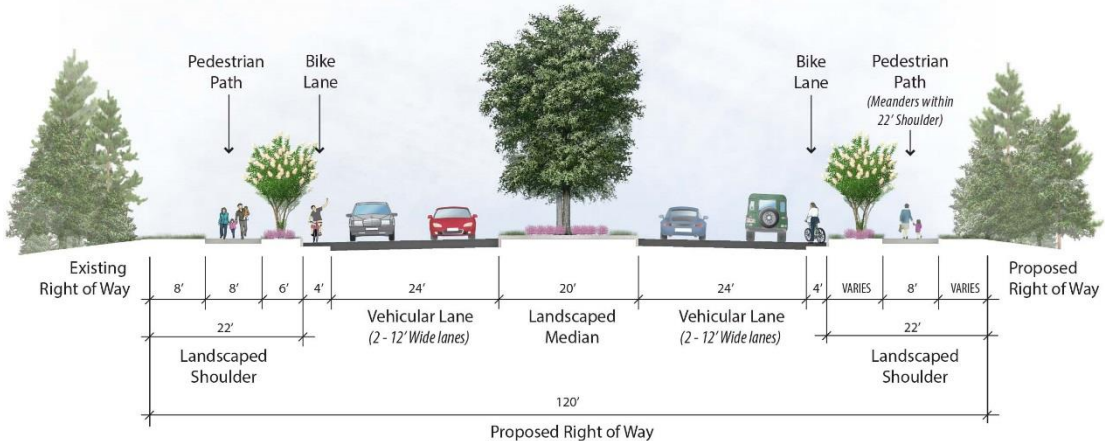 Pedestrian
Path
Bike
Lane
Bike
Lane
Pedestrian
Path
(Meanders within
22' Shoulder)
Existing
Right of Way
8'
8'
6'
4'
24'
20'
24'
4'
VARIES
8'
VARIES
Proposed
Right of Way
22'
Landscaped
Shoulder
Vehicular Lane
(2 - 12' Wide lanes)
Landscaped
Median
Vehicular Lane
(2 - 12' Wide lanes)
22'
Landscaped
Shoulder
120'
Proposed Right of Way